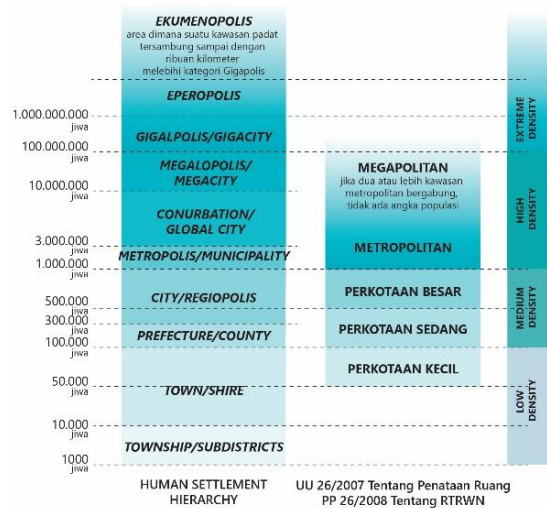 EKUMENOPOLIS
area dimana suatu kawasan padat
tersambung sampai dengan
ribuan kilometer
melebihi kategori Gigapolis
EPEROPOLIS
1.000.000.000
jiwa
GIGALPOLIS/GIGACITY
100.000.000
jiwa
MEGALOPOLIS/
MEGACITY
10.000.000
jiwa
CONURBATION/
GLOBAL CITY
3.000.000
jiwa
METROPOLIS/MUNICIPALITY
1.000.000
jiwa
CITY/REGIOPOLIS
500.000
jiwa
300.000
jiwa
PREFECTURE/COUNTY
100.000
jiwa
50.000
jiwa
TOWN/SHIRE
10.000
jiwa
TOWNSHIP/SUBDISTRICTS
1000
jiwa
HUMAN SETTLEMENT
HIERARCHY
MEGAPOLITAN
jika dua atau lebih kawasan
metropolitan bergabung,
tidak ada angka populasi
METROPOLITAN
PERKOTAAN BESAR
PERKOTAAN SEDANG
PERKOTAAN KECIL
UU 26/2007 Tentang Penataan Ruang
PP 26/2008 Tentang RTRWN
EXTREME
DENSITY
HIGH
DENSITY
MEDIUM
DENSITY
LOW
DENSITY